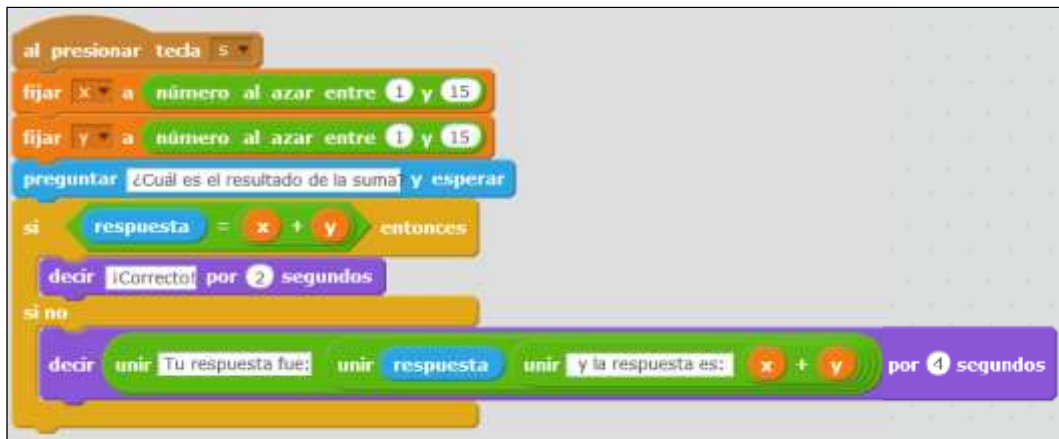 al presionar tecla s
fijar x a número al azar entre 1 y 15
fijar y a número al azar entre 1 y 15
preguntar ¿Cuál es el resultado de la suma? y esperar
si respuesta = x + y entonces
decir ¡Correcto! por 2 segundos
si no
decir unir Tu respuesta fue: unir respuesta unir y la respuesta es: x + y por 4 segundos